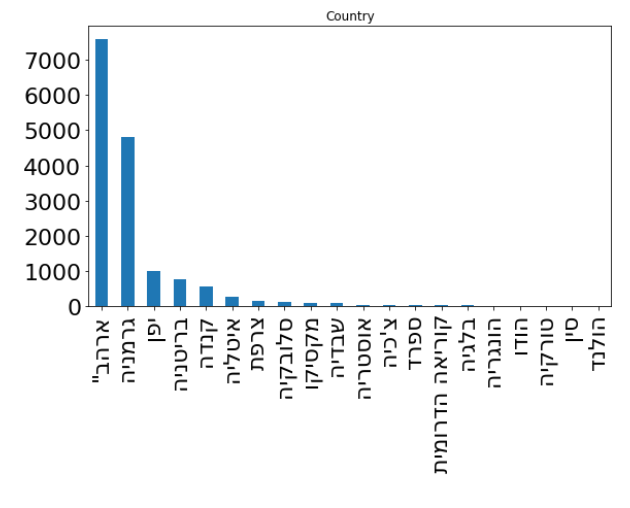 Country
7000
6000
5000
4000
3000
2000
1000
0
ארהב"
גרמניה
יפן
בריטניה
קנדה
איטליה
צרפת
סלובקיה
מקסיקו
שבדיה
אוסטריה
צ'כיה
ספרד
קוריאה הדרומית
בלגיה
הונגריה
הודו
טורקיה
סין
הולנד